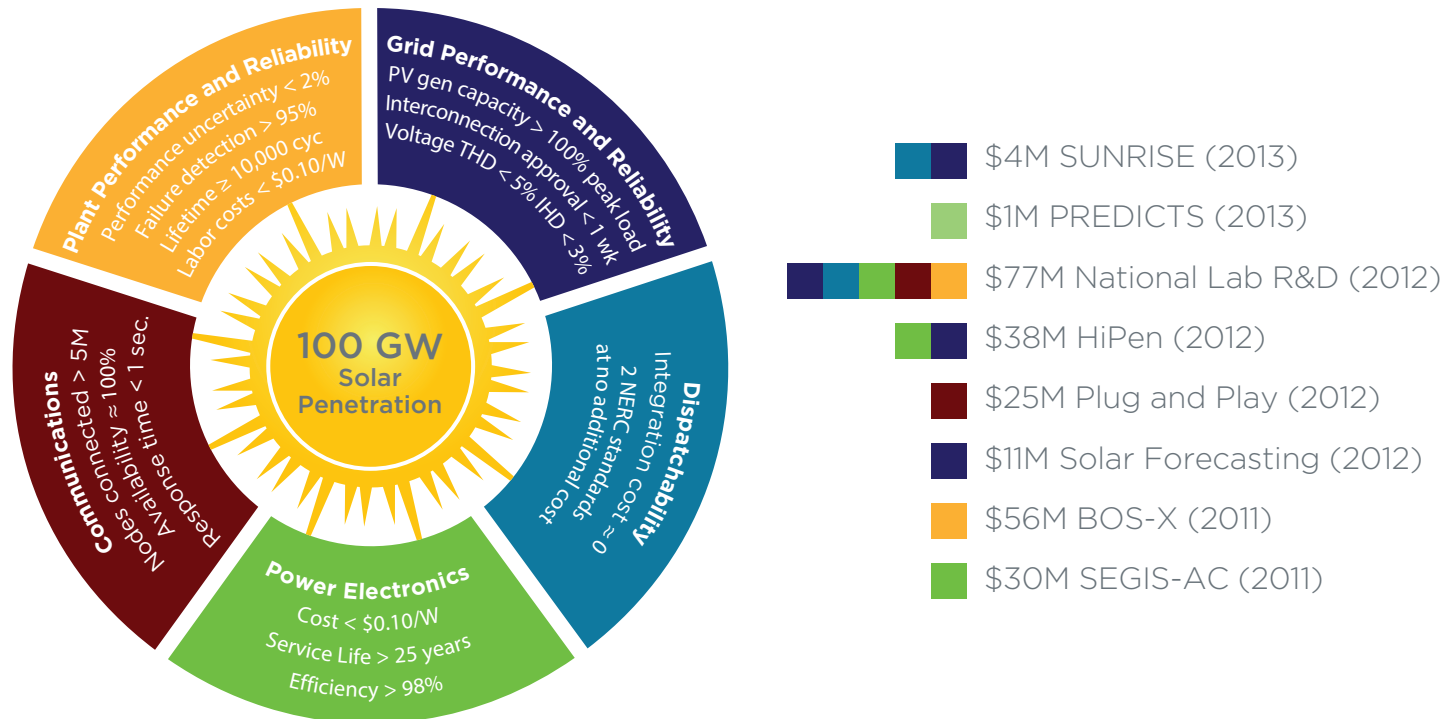 Plant Performance and Reliability
Performance uncertainty < 2%
Failure detection > 95%
Lifetime ≥ 10,000 cyc
Labor costs < $0.10/W
Grid Performance and Reliability
PV gen capacity > 100% peak load
Interconnection approval < 1 wk
Voltage THD < 5% IHD < 3%
Dispatchability
Integration cost ≈ 0
2 NERC standards
at no additional cost
Power Electronics
Cost < $0.10/W
Service Life > 25 years
Efficiency > 98%
Communications
Nodes connected > 5M
Availability ≈ 100%
Response time < 1 sec.
100 GW
Solar
Penetration
$4M SUNRISE (2013)
$1M PREDICTS (2013)
$77M National Lab R&D (2012)
$38M HiPen (2012)
$25M Plug and Play (2012)
$11M Solar Forecasting (2012)
$56M BOS-X (2011)
$30M SEGIS-AC (2011)